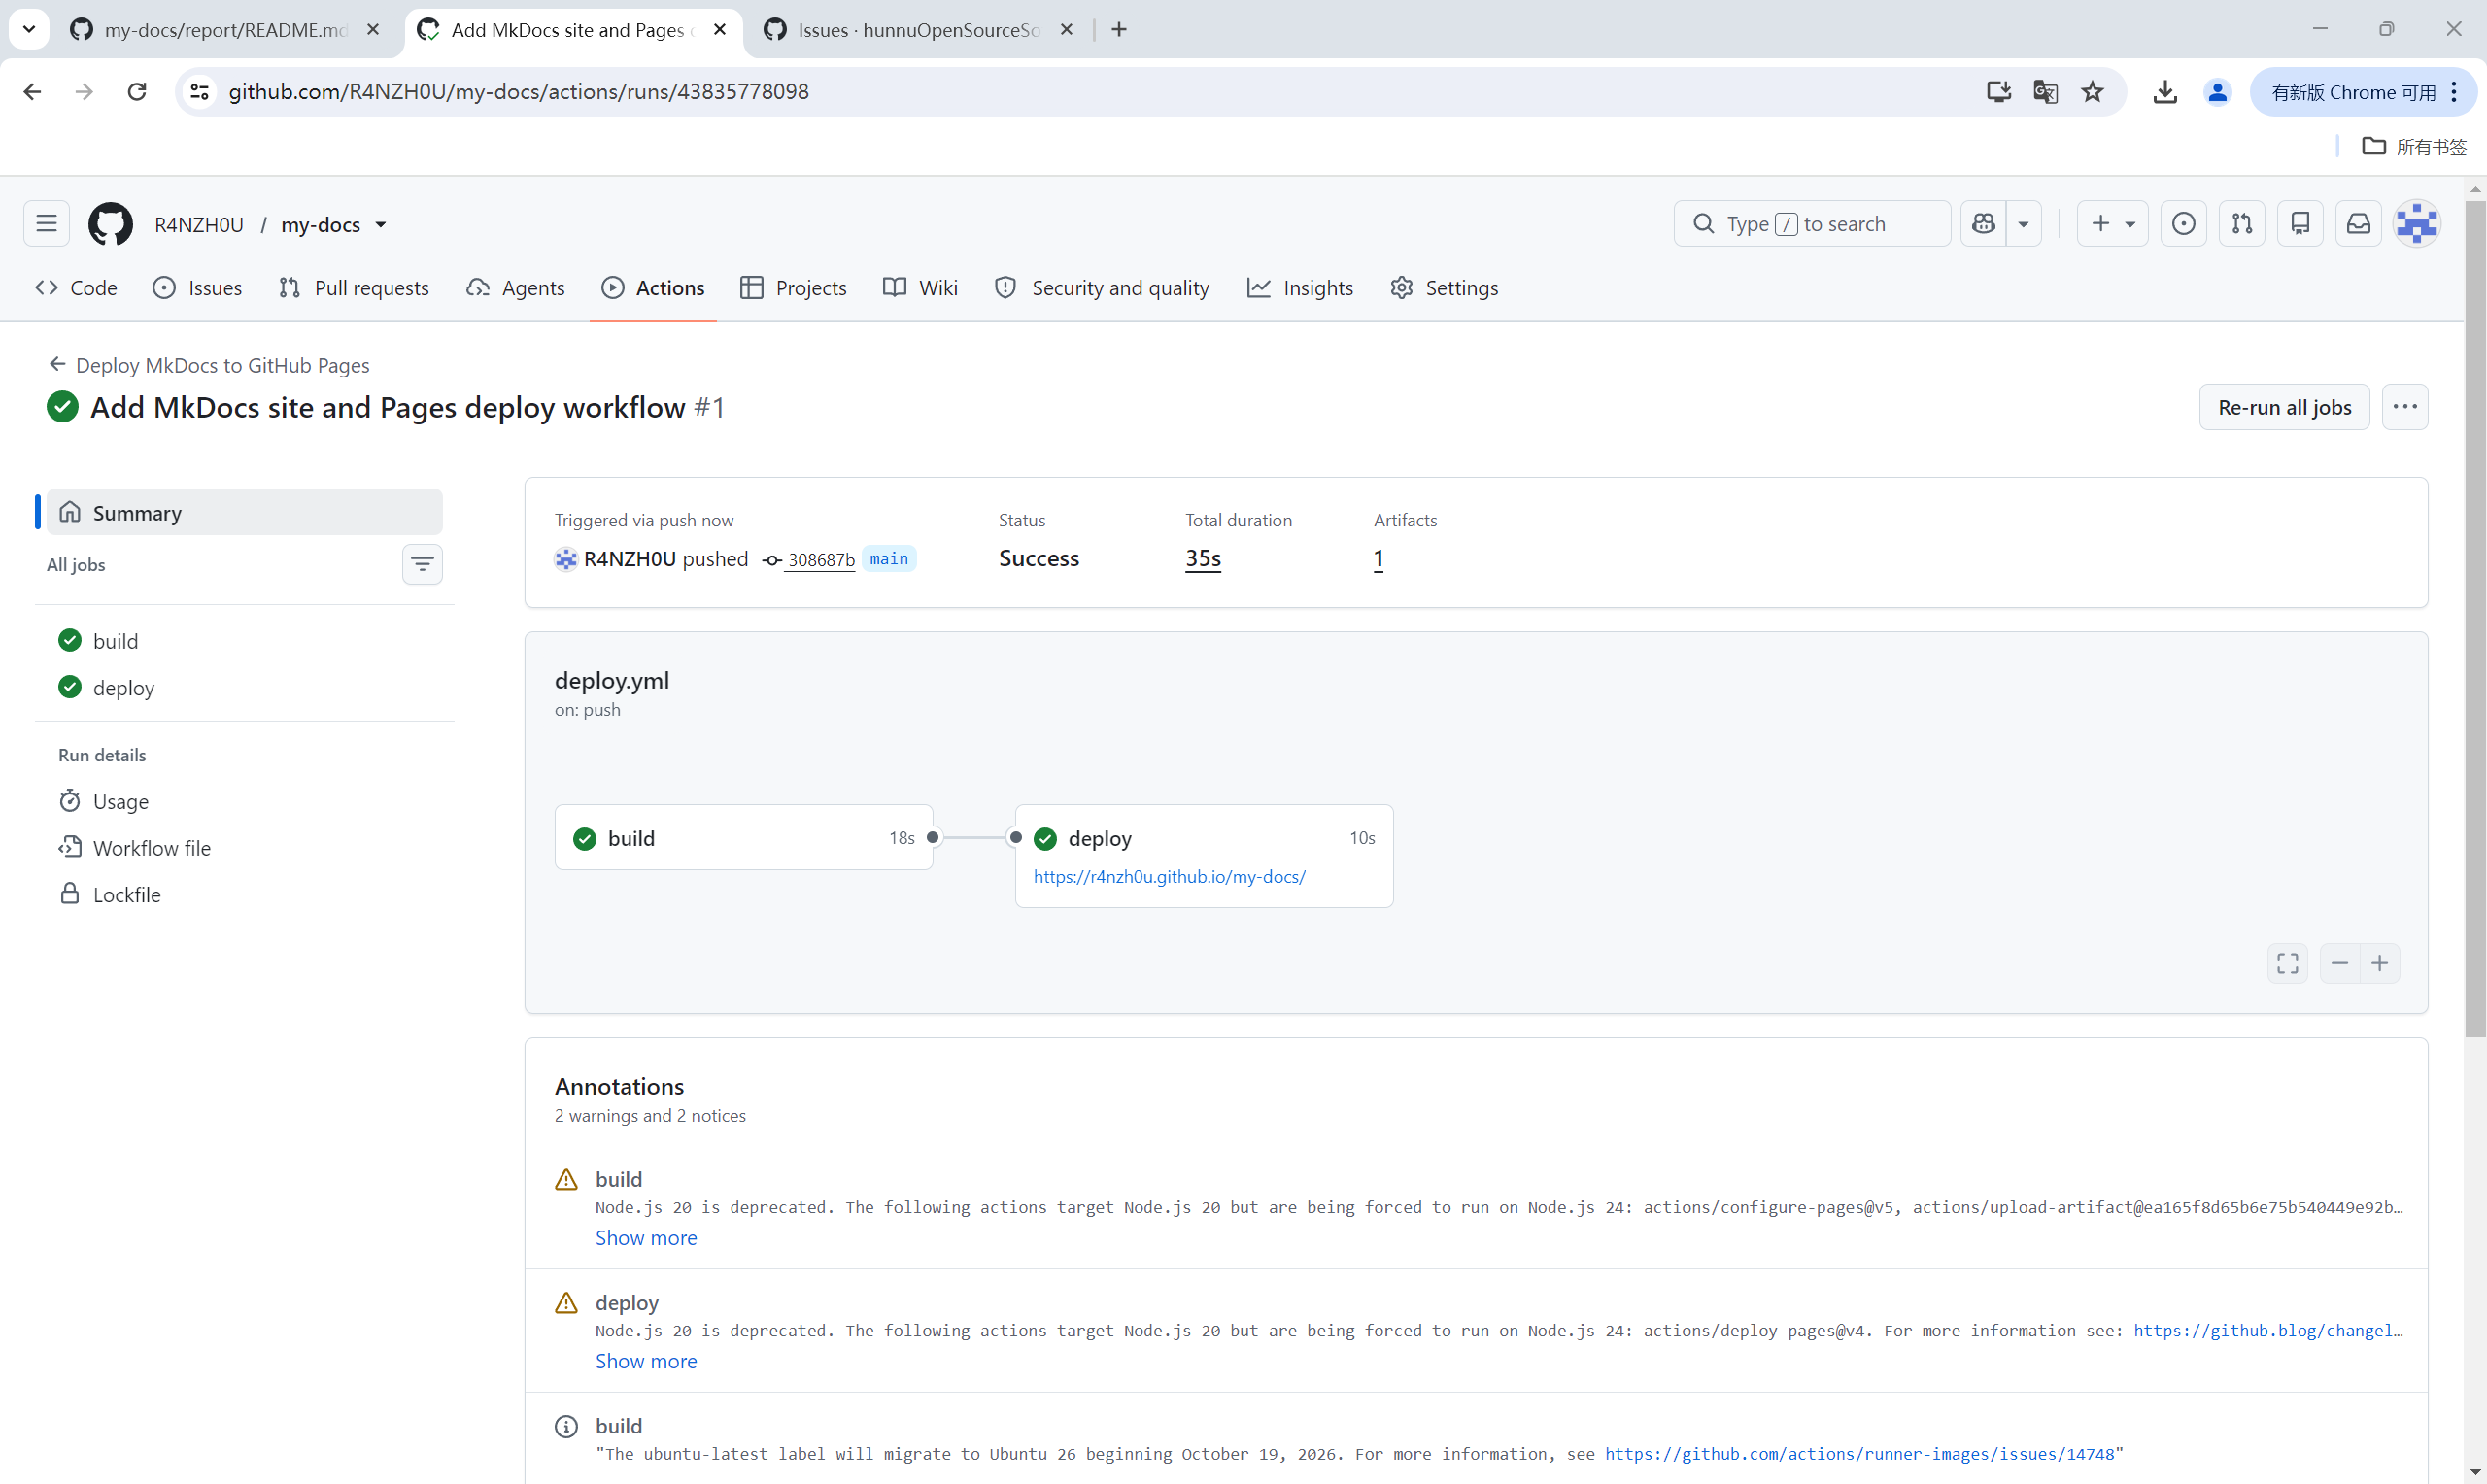 my-docs/report/README.md
Add MkDocs site and Pages
Issues · hunnuOpenSourceSo
github.com/R4NZH0U/my-docs/actions/runs/43835778098
有新版 Chrome 可用
所有书签
R4NZH0U / my-docs
Type / to search
Code
Issues
Pull requests
Agents
Actions
Projects
Wiki
Security and quality
Insights
Settings
Deploy MkDocs to GitHub Pages
Add MkDocs site and Pages deploy workflow #1
Re-run all jobs
Summary
All jobs
build
deploy
Run details
Usage
Workflow file
Lockfile
Triggered via push now
R4NZH0U pushed 308687b main
Status
Success
Total duration
35s
Artifacts
1
deploy.yml
on: push
build 18s
deploy 10s
https://r4nzh0u.github.io/my-docs/
Annotations
2 warnings and 2 notices
build
Node.js 20 is deprecated. The following actions target Node.js 20 but are being forced to run on Node.js 24: actions/configure-pages@v5, actions/upload-artifact@ea165f8d65b6e75b540449e92b…
Show more
deploy
Node.js 20 is deprecated. The following actions target Node.js 20 but are being forced to run on Node.js 24: actions/deploy-pages@v4. For more information see: https://github.blog/changel…
Show more
build
"The ubuntu-latest label will migrate to Ubuntu 26 beginning October 19, 2026. For more information, see https://github.com/actions/runner-images/issues/14748"